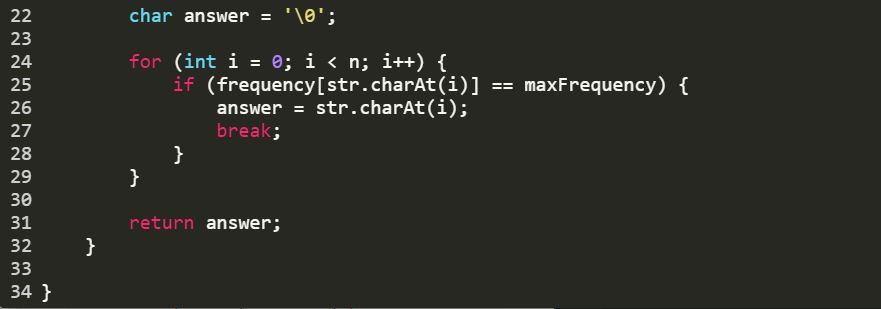 22         char answer = '\0';
23
24         for (int i = 0; i < n; i++) {
25             if (frequency[str.charAt(i)] == maxFrequency) {
26                 answer = str.charAt(i);
27                 break;
28             }
29         }
30
31         return answer;
32     }
33
34 }